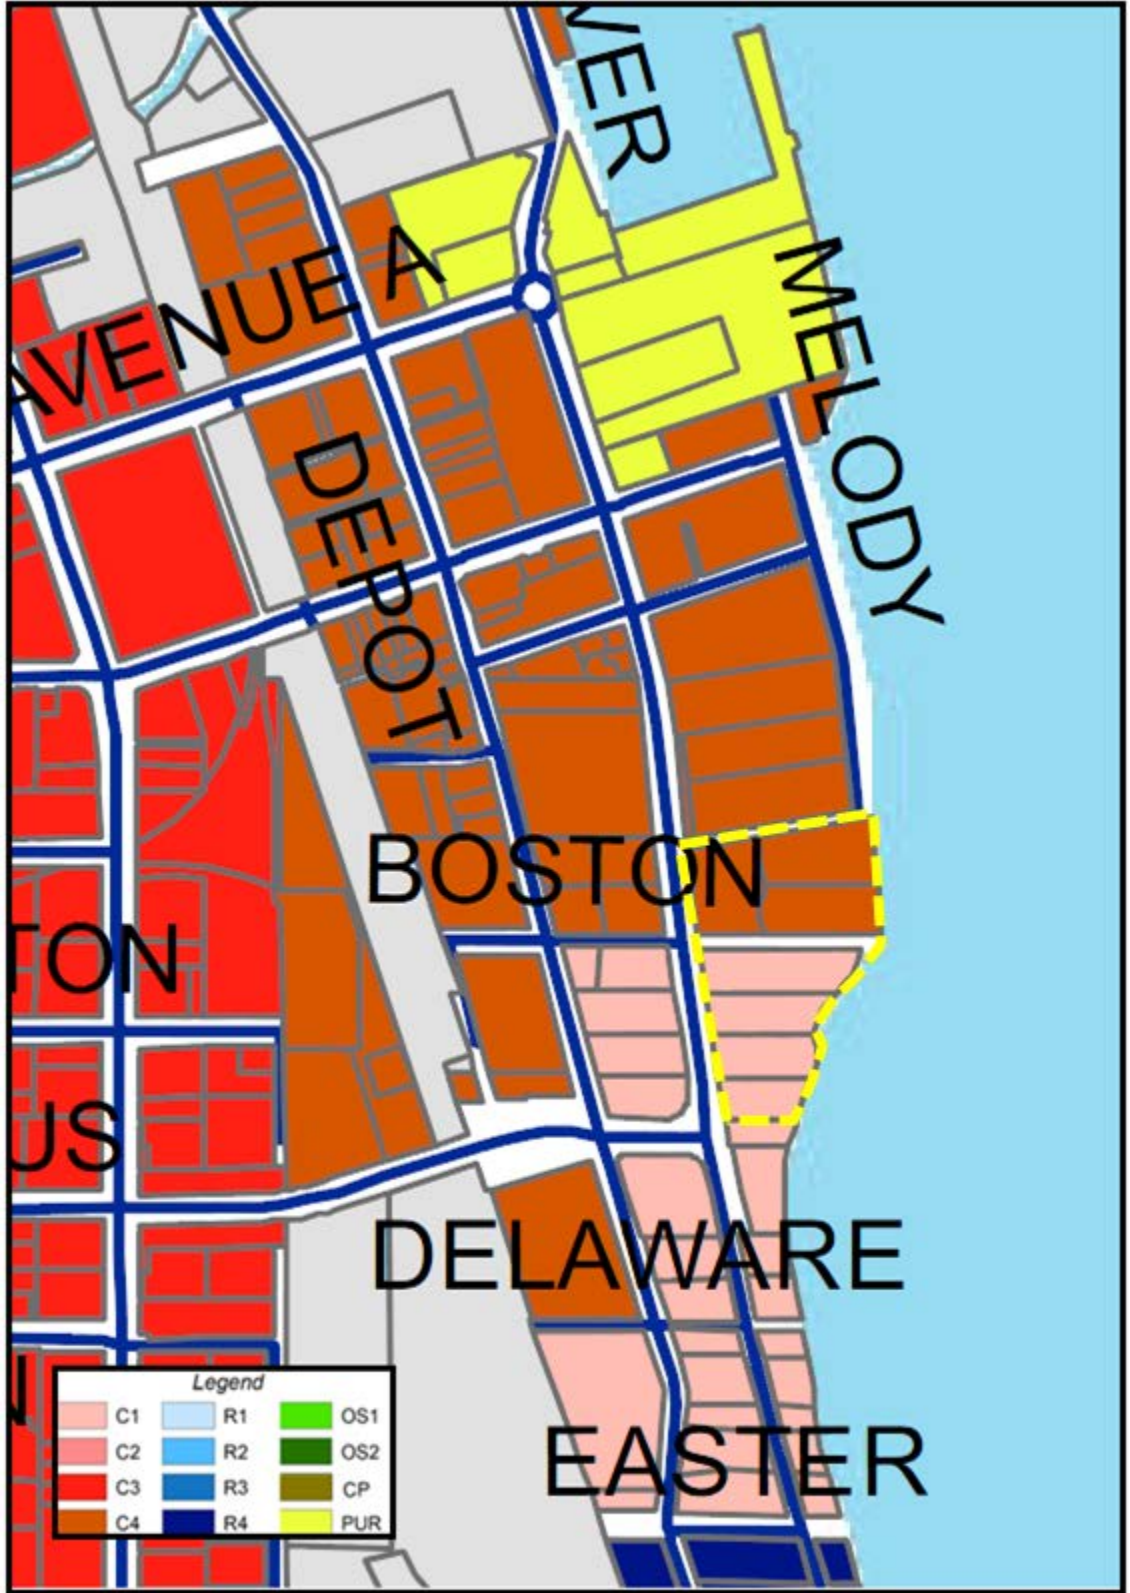 VER
AVENUE A
MELODY
DEPOT
BOSTON
TON
US
DELAWARE
EASTER
N
Legend
C1 R1 OS1
C2 R2 OS2
C3 R3 CP
C4 R4 PUR